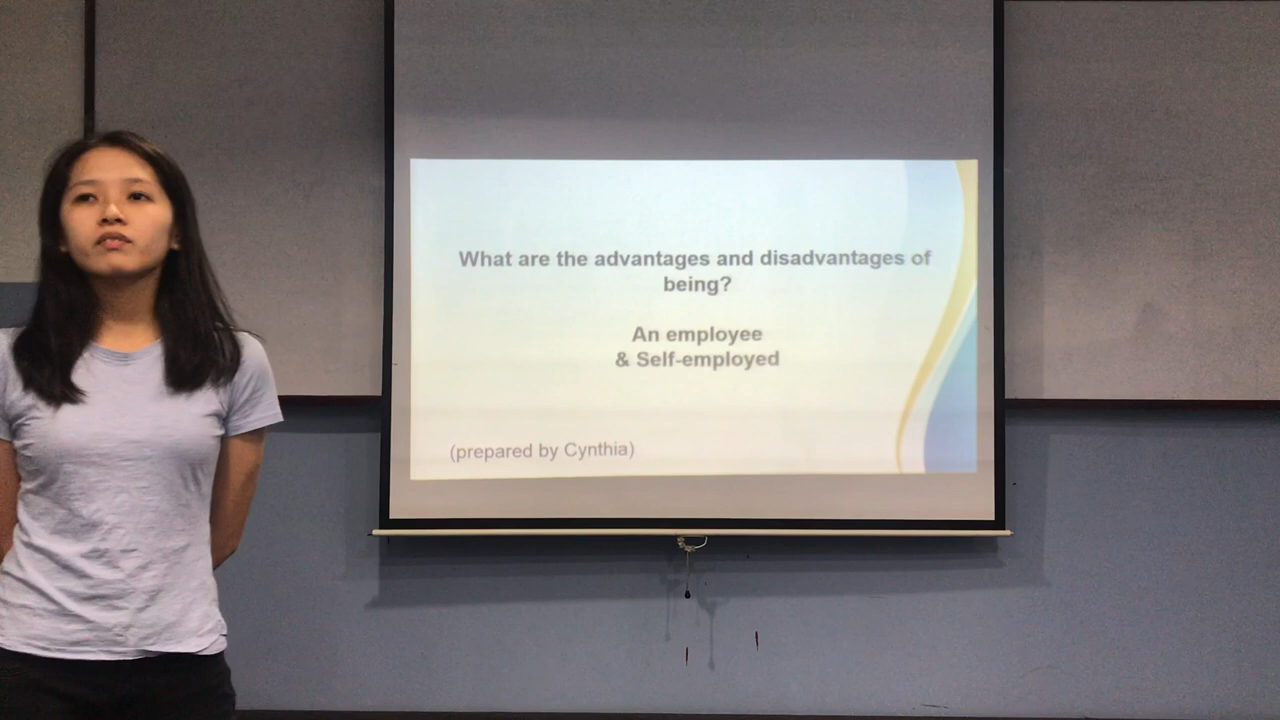 What are the advantages and disadvantages of
being?
An employee
& Self-employed
(prepared by Cynthia)